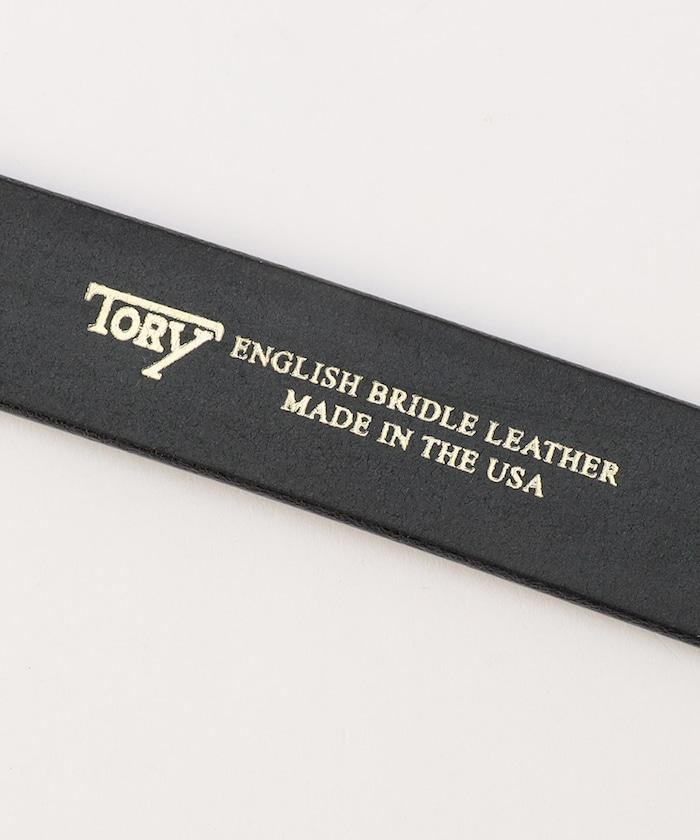 TORY
ENGLISH BRIDLE LEATHER
MADE IN THE USA